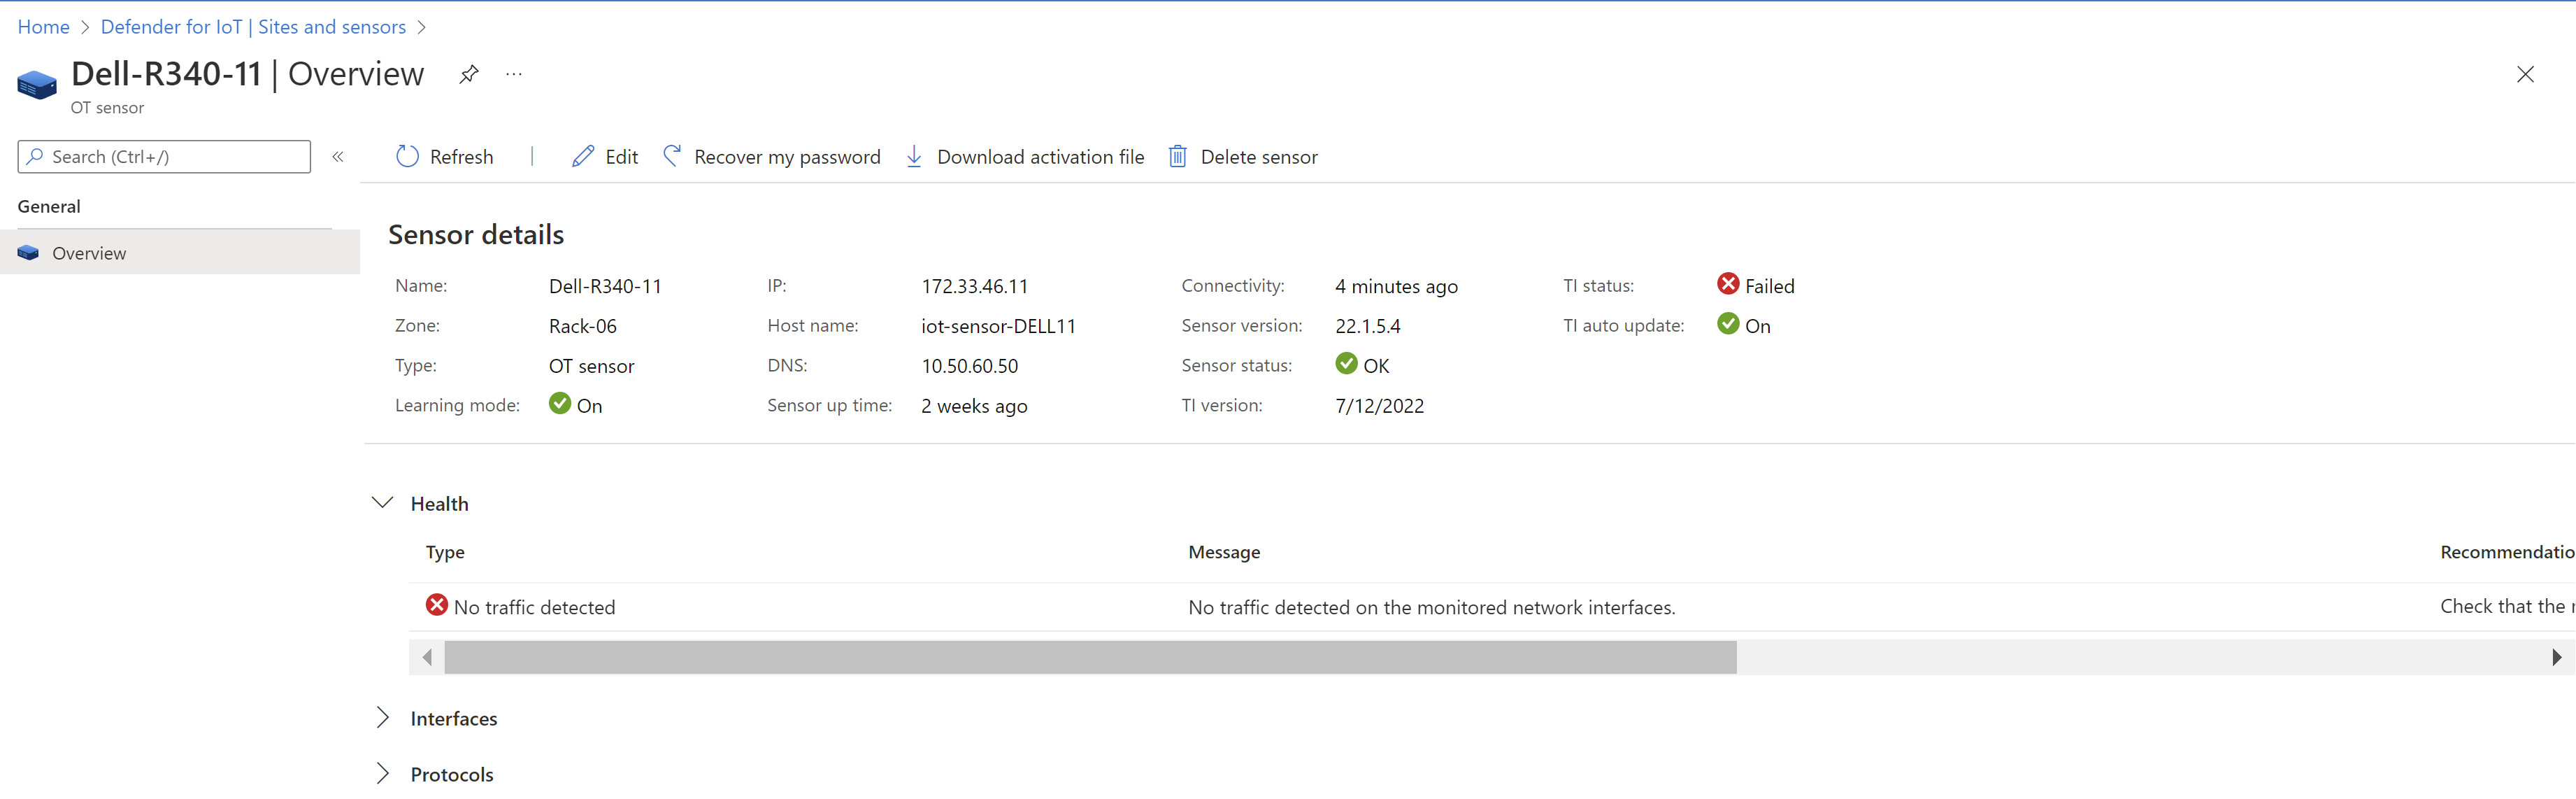 Home > Defender for IoT | Sites and sensors >
Dell-R340-11 | Overview ...
OT sensor
Search (Ctrl+/) «
Refresh | Edit Recover my password Download activation file Delete sensor
General
Overview
Sensor details
Name: Dell-R340-11 IP: 172.33.46.11 Connectivity: 4 minutes ago TI status: Failed
Zone: Rack-06 Host name: iot-sensor-DELL11 Sensor version: 22.1.5.4 TI auto update: On
Type: OT sensor DNS: 10.50.60.50 Sensor status: OK
Learning mode: On Sensor up time: 2 weeks ago TI version: 7/12/2022
Health
Type Message Recommendatio
No traffic detected No traffic detected on the monitored network interfaces. Check that the
Interfaces
Protocols